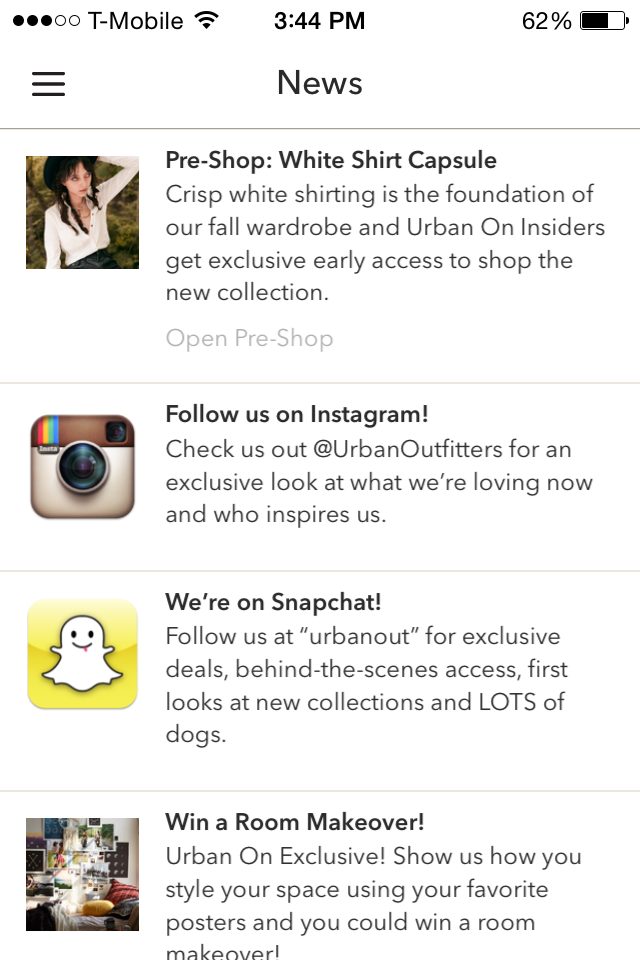 T-Mobile 3:44 PM 62%
News
Pre-Shop: White Shirt Capsule
Crisp white shirting is the foundation of
our fall wardrobe and Urban On Insiders
get exclusive early access to shop the
new collection.
Open Pre-Shop
Follow us on Instagram!
Insta
Check us out @UrbanOutfitters for an
exclusive look at what we’re loving now
and who inspires us.
We’re on Snapchat!
Follow us at “urbanout” for exclusive
deals, behind-the-scenes access, first
looks at new collections and LOTS of
dogs.
Win a Room Makeover!
Urban On Exclusive! Show us how you
style your space using your favorite
posters and you could win a room
makeover!